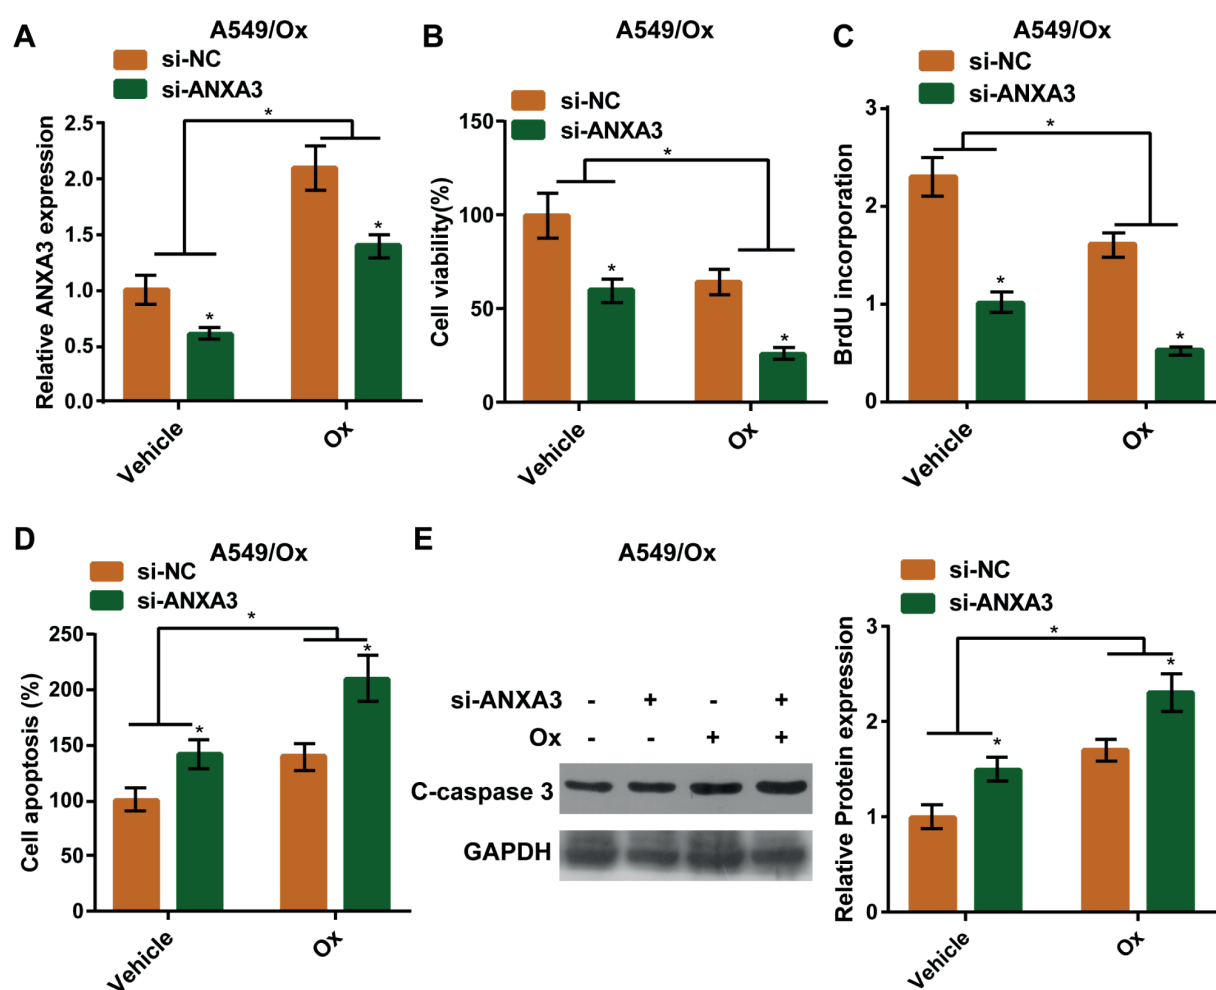 A
A549/Ox
si-NC
si-ANXA3
Relative ANXA3 expression
2.5
2.0
1.5
1.0
0.5
0.0
*
*
*
Vehicle
Ox
B
A549/Ox
si-NC
si-ANXA3
Cell viability(%)
150
100
50
0
*
*
*
Vehicle
Ox
C
A549/Ox
si-NC
si-ANXA3
BrdU incorporation
3
2
1
0
*
*
*
Vehicle
Ox
D
A549/Ox
si-NC
si-ANXA3
Cell apoptosis (%)
250
200
150
100
50
0
*
*
*
Vehicle
Ox
E
A549/Ox
si-ANXA3 - + - +
Ox - - + +
C-caspase 3
GAPDH
si-NC
si-ANXA3
Relative Protein expression
3
2
1
0
*
*
*
Vehicle
Ox